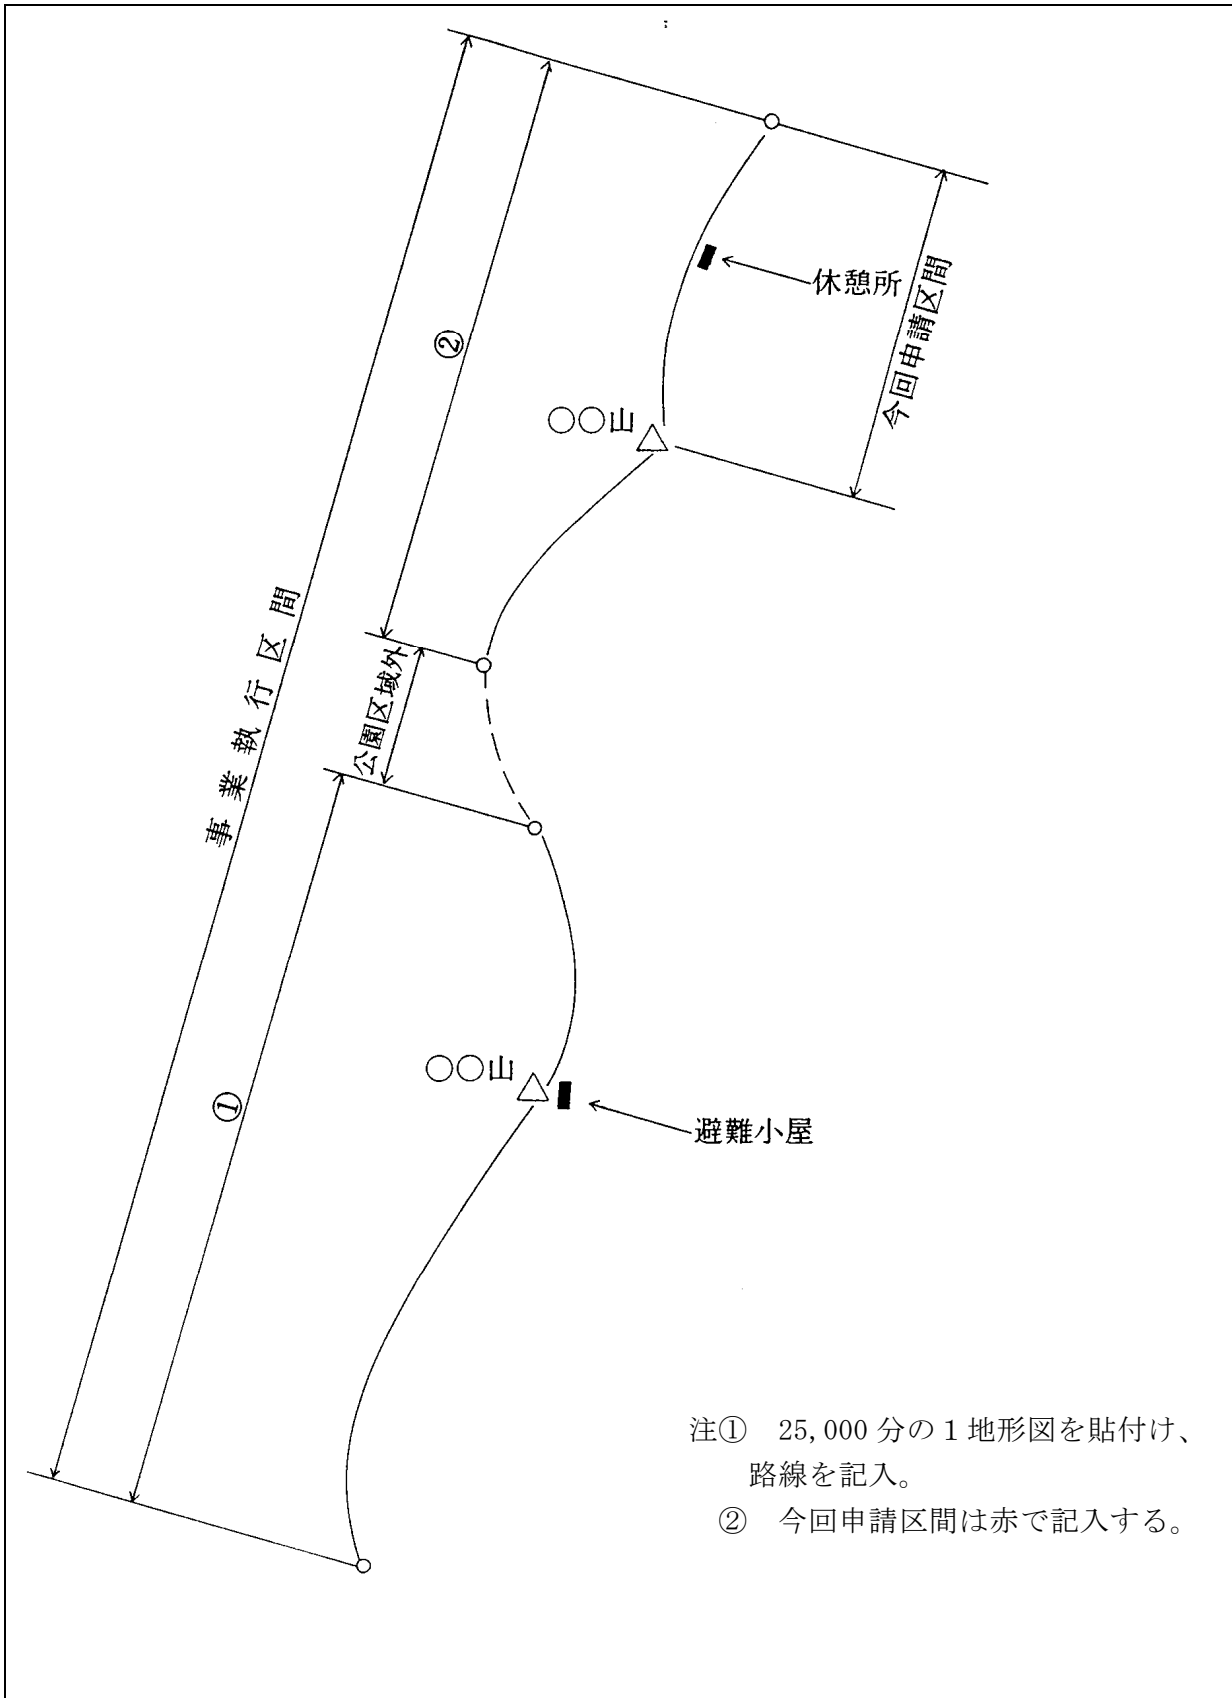 ②
休憩所
今回申請区間
○○山
事業執行区間
公園区域外
①
○○山
避難小屋
注①　25,000分の1地形図を貼付け、
路線を記入。
②　今回申請区間は赤で記入する。